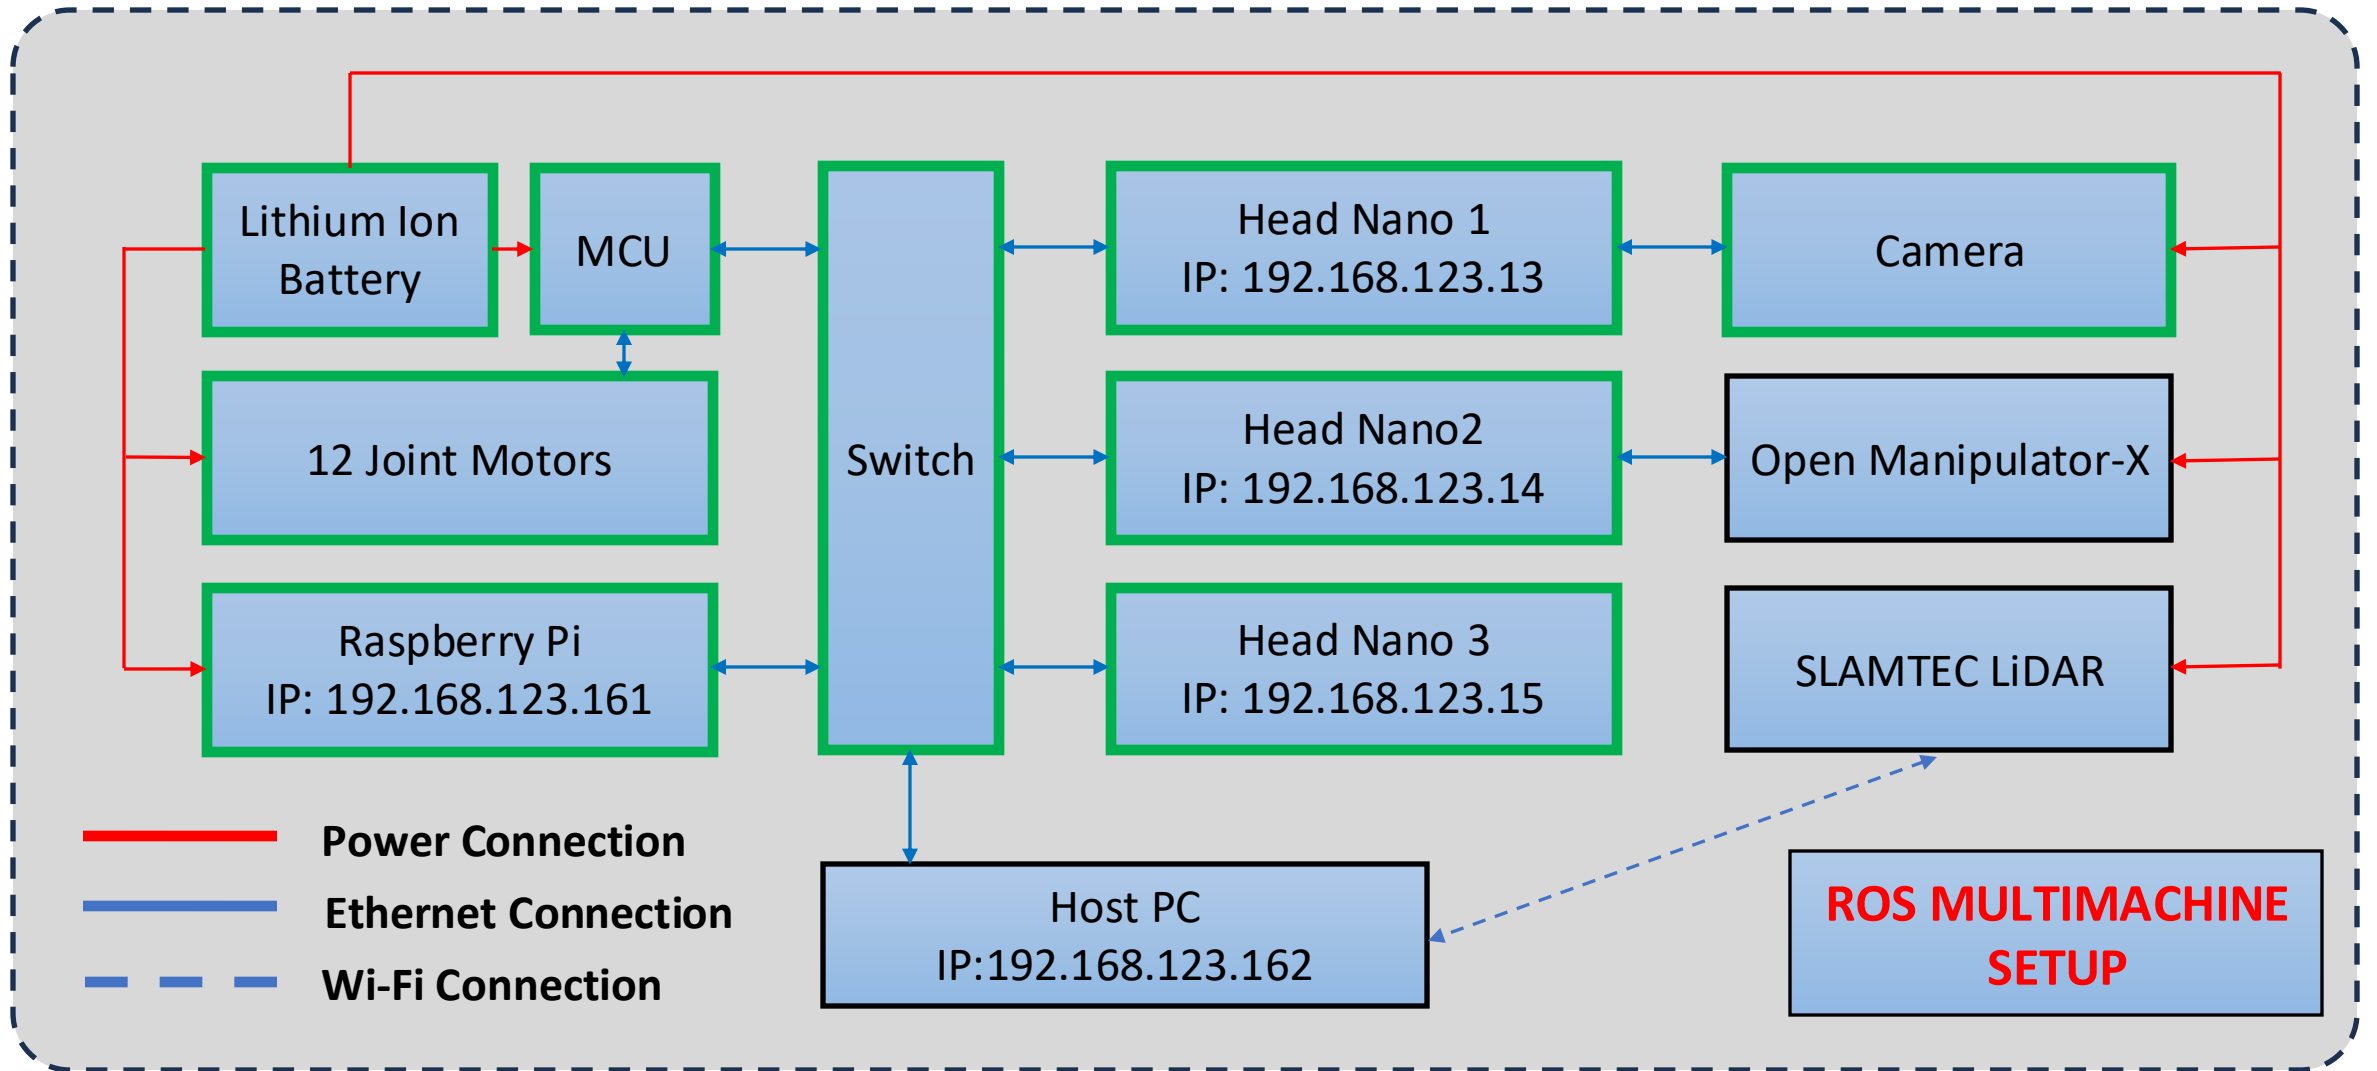 Lithium Ion
Battery
MCU
Switch
Head Nano 1
IP: 192.168.123.13
Camera
12 Joint Motors
Head Nano2
IP: 192.168.123.14
Open Manipulator-X
Raspberry Pi
IP: 192.168.123.161
Head Nano 3
IP: 192.168.123.15
SLAMTEC LiDAR
Power Connection
Ethernet Connection
Wi-Fi Connection
Host PC
IP:192.168.123.162
ROS MULTIMACHINE
SETUP